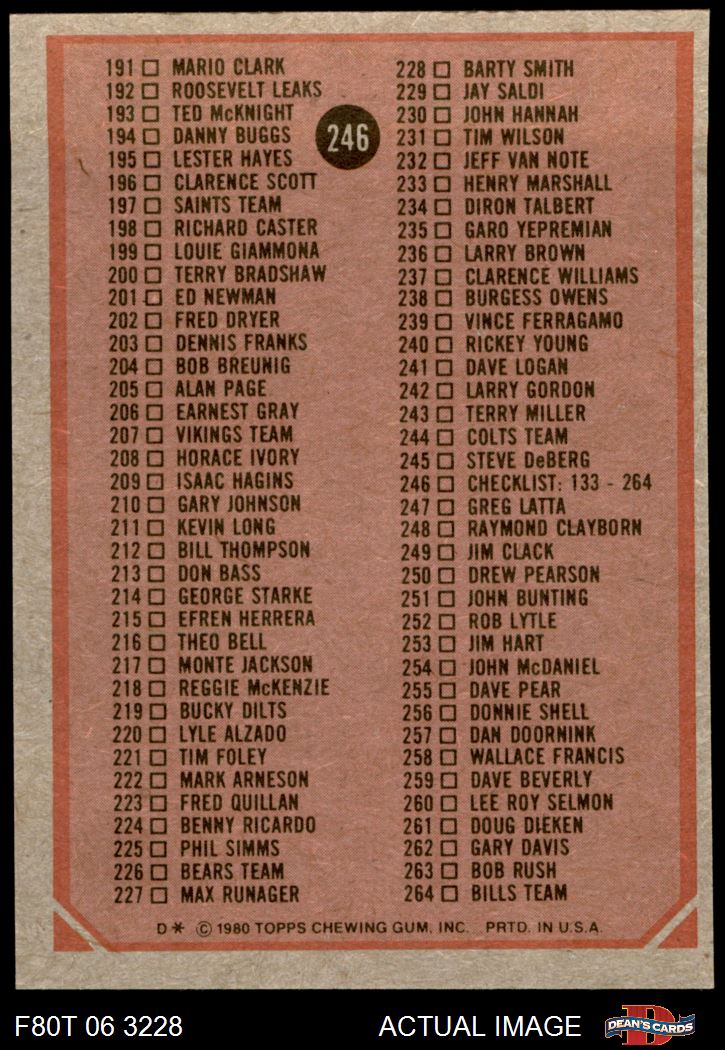 191 □ MARIO CLARK
192 □ ROOSEVELT LEAKS
193 □ TED McKNIGHT
194 □ DANNY BUGGS
195 □ LESTER HAYES
196 □ CLARENCE SCOTT
197 □ SAINTS TEAM
198 □ RICHARD CASTER
199 □ LOUIE GIAMMONA
200 □ TERRY BRADSHAW
201 □ ED NEWMAN
202 □ FRED DRYER
203 □ DENNIS FRANKS
204 □ BOB BREUNIG
205 □ ALAN PAGE
206 □ EARNEST GRAY
207 □ VIKINGS TEAM
208 □ HORACE IVORY
209 □ ISAAC HAGINS
210 □ GARY JOHNSON
211 □ KEVIN LONG
212 □ BILL THOMPSON
213 □ DON BASS
214 □ GEORGE STARKE
215 □ EFREN HERRERA
216 □ THEO BELL
217 □ MONTE JACKSON
218 □ REGGIE McKENZIE
219 □ BUCKY DILTS
220 □ LYLE ALZADO
221 □ TIM FOLEY
222 □ MARK ARNESON
223 □ FRED QUILLAN
224 □ BENNY RICARDO
225 □ PHIL SIMMS
226 □ BEARS TEAM
227 □ MAX RUNAGER
246
228 □ BARTY SMITH
229 □ JAY SALDI
230 □ JOHN HANNAH
231 □ TIM WILSON
232 □ JEFF VAN NOTE
233 □ HENRY MARSHALL
234 □ DIRON TALBERT
235 □ GARO YEPREMIAN
236 □ LARRY BROWN
237 □ CLARENCE WILLIAMS
238 □ BURGESS OWENS
239 □ VINCE FERRAGAMO
240 □ RICKEY YOUNG
241 □ DAVE LOGAN
242 □ LARRY GORDON
243 □ TERRY MILLER
244 □ COLTS TEAM
245 □ STEVE DeBERG
246 □ CHECKLIST: 133 - 264
247 □ GREG LATTA
248 □ RAYMOND CLAYBORN
249 □ JIM CLACK
250 □ DREW PEARSON
251 □ JOHN BUNTING
252 □ ROB LYTLE
253 □ JIM HART
254 □ JOHN McDANIEL
255 □ DAVE PEAR
256 □ DONNIE SHELL
257 □ DAN DOORNINK
258 □ WALLACE FRANCIS
259 □ DAVE BEVERLY
260 □ LEE ROY SELMON
261 □ DOUG DIEKEN
262 □ GARY DAVIS
263 □ BOB RUSH
264 □ BILLS TEAM
D * © 1980 TOPPS CHEWING GUM, INC. PRTD. IN U.S.A.
F80T 06 3228 ACTUAL IMAGE
D
DEAN'S CARDS